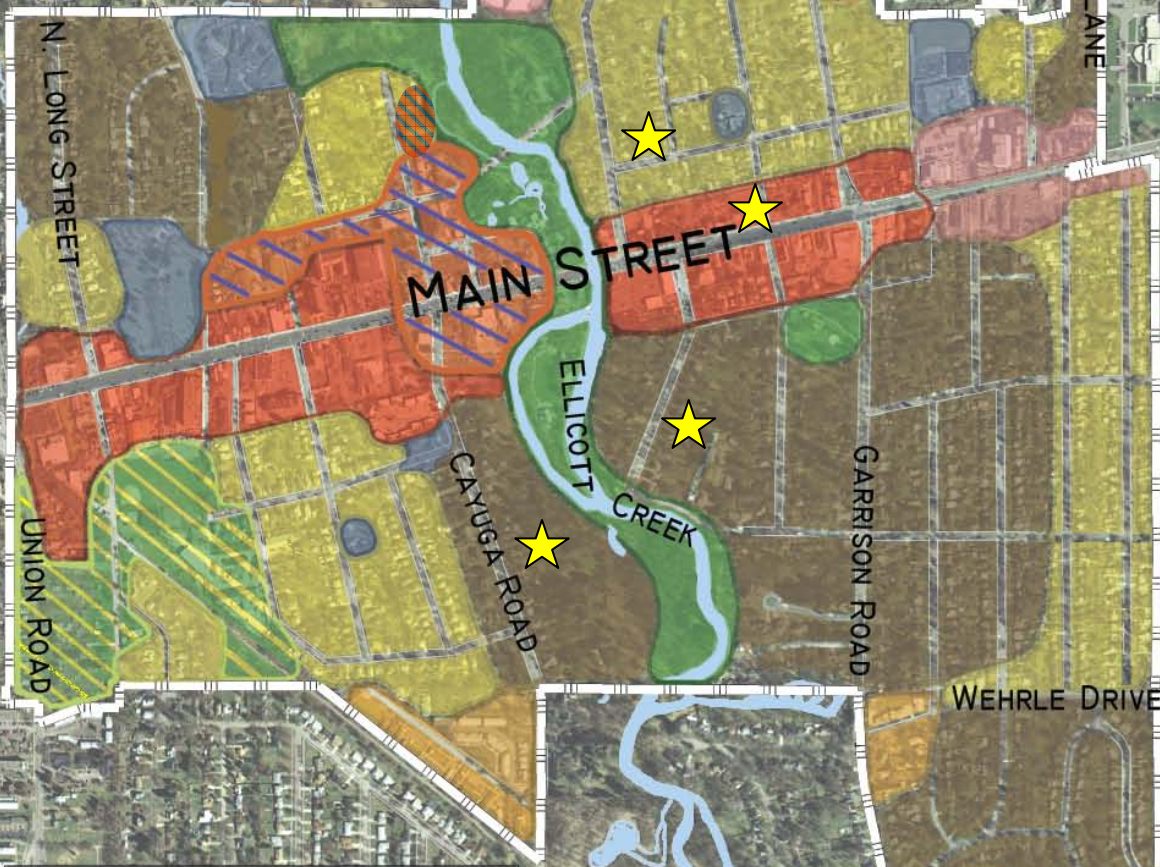 LANE
N. LONG STREET
MAIN STREET
ELLICOTT
CREEK
CAYUGA ROAD
GARRISON ROAD
UNION ROAD
WEHRLE DRIVE